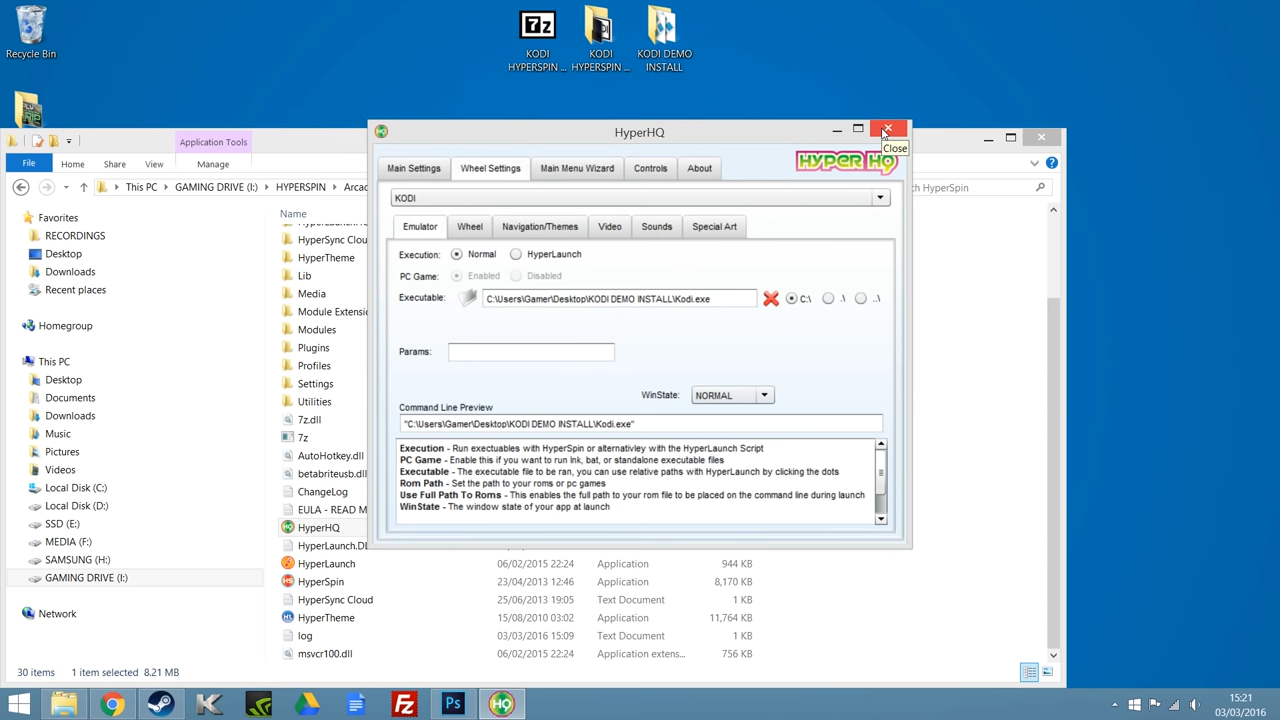 Recycle Bin
7z
KODI
HYPERSPIN ...
KODI
HYPERSPIN ...
KODI DEMO
INSTALL
Application Tools
File
Home
Share
View
Manage
This PC
GAMING DRIVE (I:)
HYPERSPIN
Arcad
ch HyperSpin
Favorites
RECORDINGS
Desktop
Downloads
Recent places
Homegroup
This PC
Desktop
Documents
Downloads
Music
Pictures
Videos
Local Disk (C:)
Local Disk (D:)
SSD (E:)
MEDIA (F:)
SAMSUNG (H:)
GAMING DRIVE (I:)
Network
Name
HyperSync Clou
HyperTheme
Lib
Media
Module Extensio
Modules
Plugins
Profiles
Settings
Utilities
7z.dll
7z
AutoHotkey.dll
betabriteusb.dll
ChangeLog
EULA - READ M
HyperHQ
HyperLaunch.DL
HyperLaunch 06/02/2015 22:24 Application 944 KB
HyperSpin 23/04/2013 12:46 Application 8,170 KB
HyperSync Cloud 25/06/2013 19:05 Text Document 1 KB
HyperTheme 15/08/2010 03:02 Application 11,764 KB
log 03/03/2016 15:09 Text Document 1 KB
msvcr100.dll 06/02/2015 22:24 Application extens... 756 KB
30 items 1 item selected 8.21 MB
HyperHQ
Close
HYPER HQ
Main Settings
Wheel Settings
Main Menu Wizard
Controls
About
KODI
Emulator
Wheel
Navigation/Themes
Video
Sounds
Special Art
Execution: Normal HyperLaunch
PC Game: Enabled Disabled
Executable: C:\Users\Gamer\Desktop\KODI DEMO INSTALL\Kodi.exe C:\ .\ ..\
Params:
WinState: NORMAL
Command Line Preview
"C:\Users\Gamer\Desktop\KODI DEMO INSTALL\Kodi.exe"
Execution - Run exectuables with HyperSpin or alternativley with the HyperLaunch Script
PC Game - Enable this if you want to run lnk, bat, or standalone executable files
Executable - The executable file to be ran, you can use relative paths with HyperLaunch by clicking the dots
Rom Path - Set the path to your roms or pc games
Use Full Path To Roms - This enables the full path to your rom file to be placed on the command line during launch
WinState - The window state of your app at launch
15:21
03/03/2016